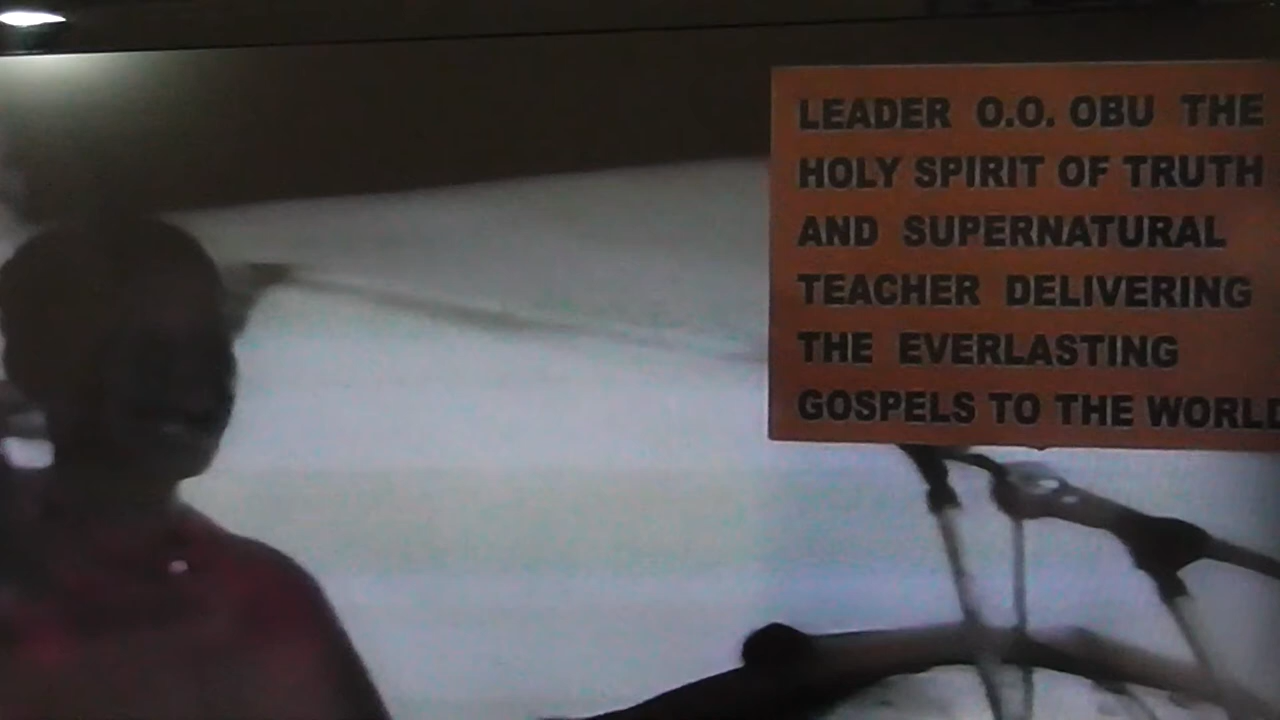 LEADER O.O. OBU THE
HOLY SPIRIT OF TRUTH
AND SUPERNATURAL
TEACHER DELIVERING
THE EVERLASTING
GOSPELS TO THE WORLD